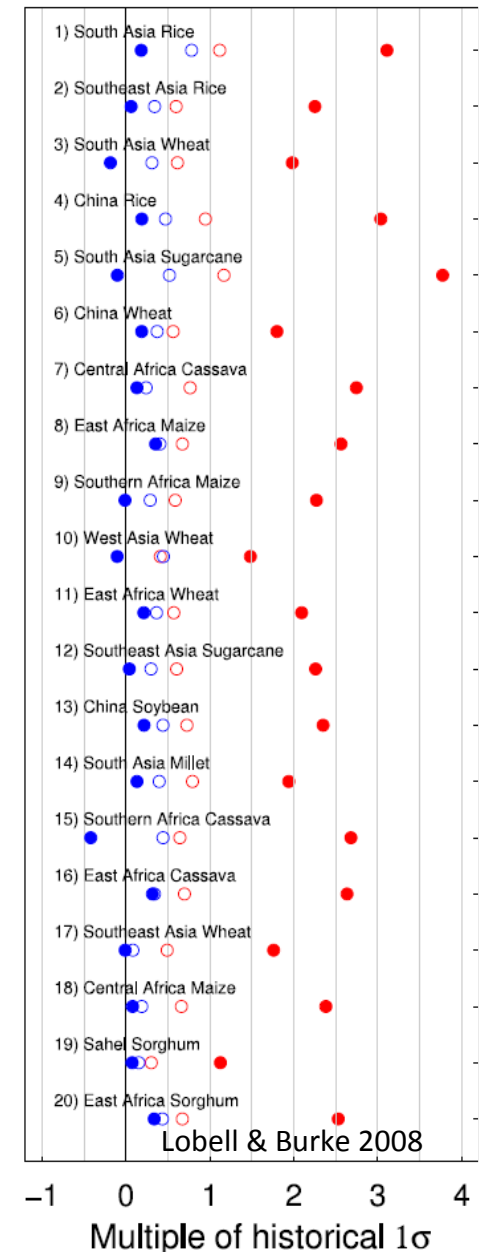 1) South Asia Rice
2) Southeast Asia Rice
3) South Asia Wheat
4) China Rice
5) South Asia Sugarcane
6) China Wheat
7) Central Africa Cassava
8) East Africa Maize
9) Southern Africa Maize
10) West Asia Wheat
11) East Africa Wheat
12) Southeast Asia Sugarcane
13) China Soybean
14) South Asia Millet
15) Southern Africa Cassava
16) East Africa Cassava
17) Southeast Asia Wheat
18) Central Africa Maize
19) Sahel Sorghum
20) East Africa Sorghum
Lobell & Burke 2008
−1 0 1 2 3 4
Multiple of historical 1σ